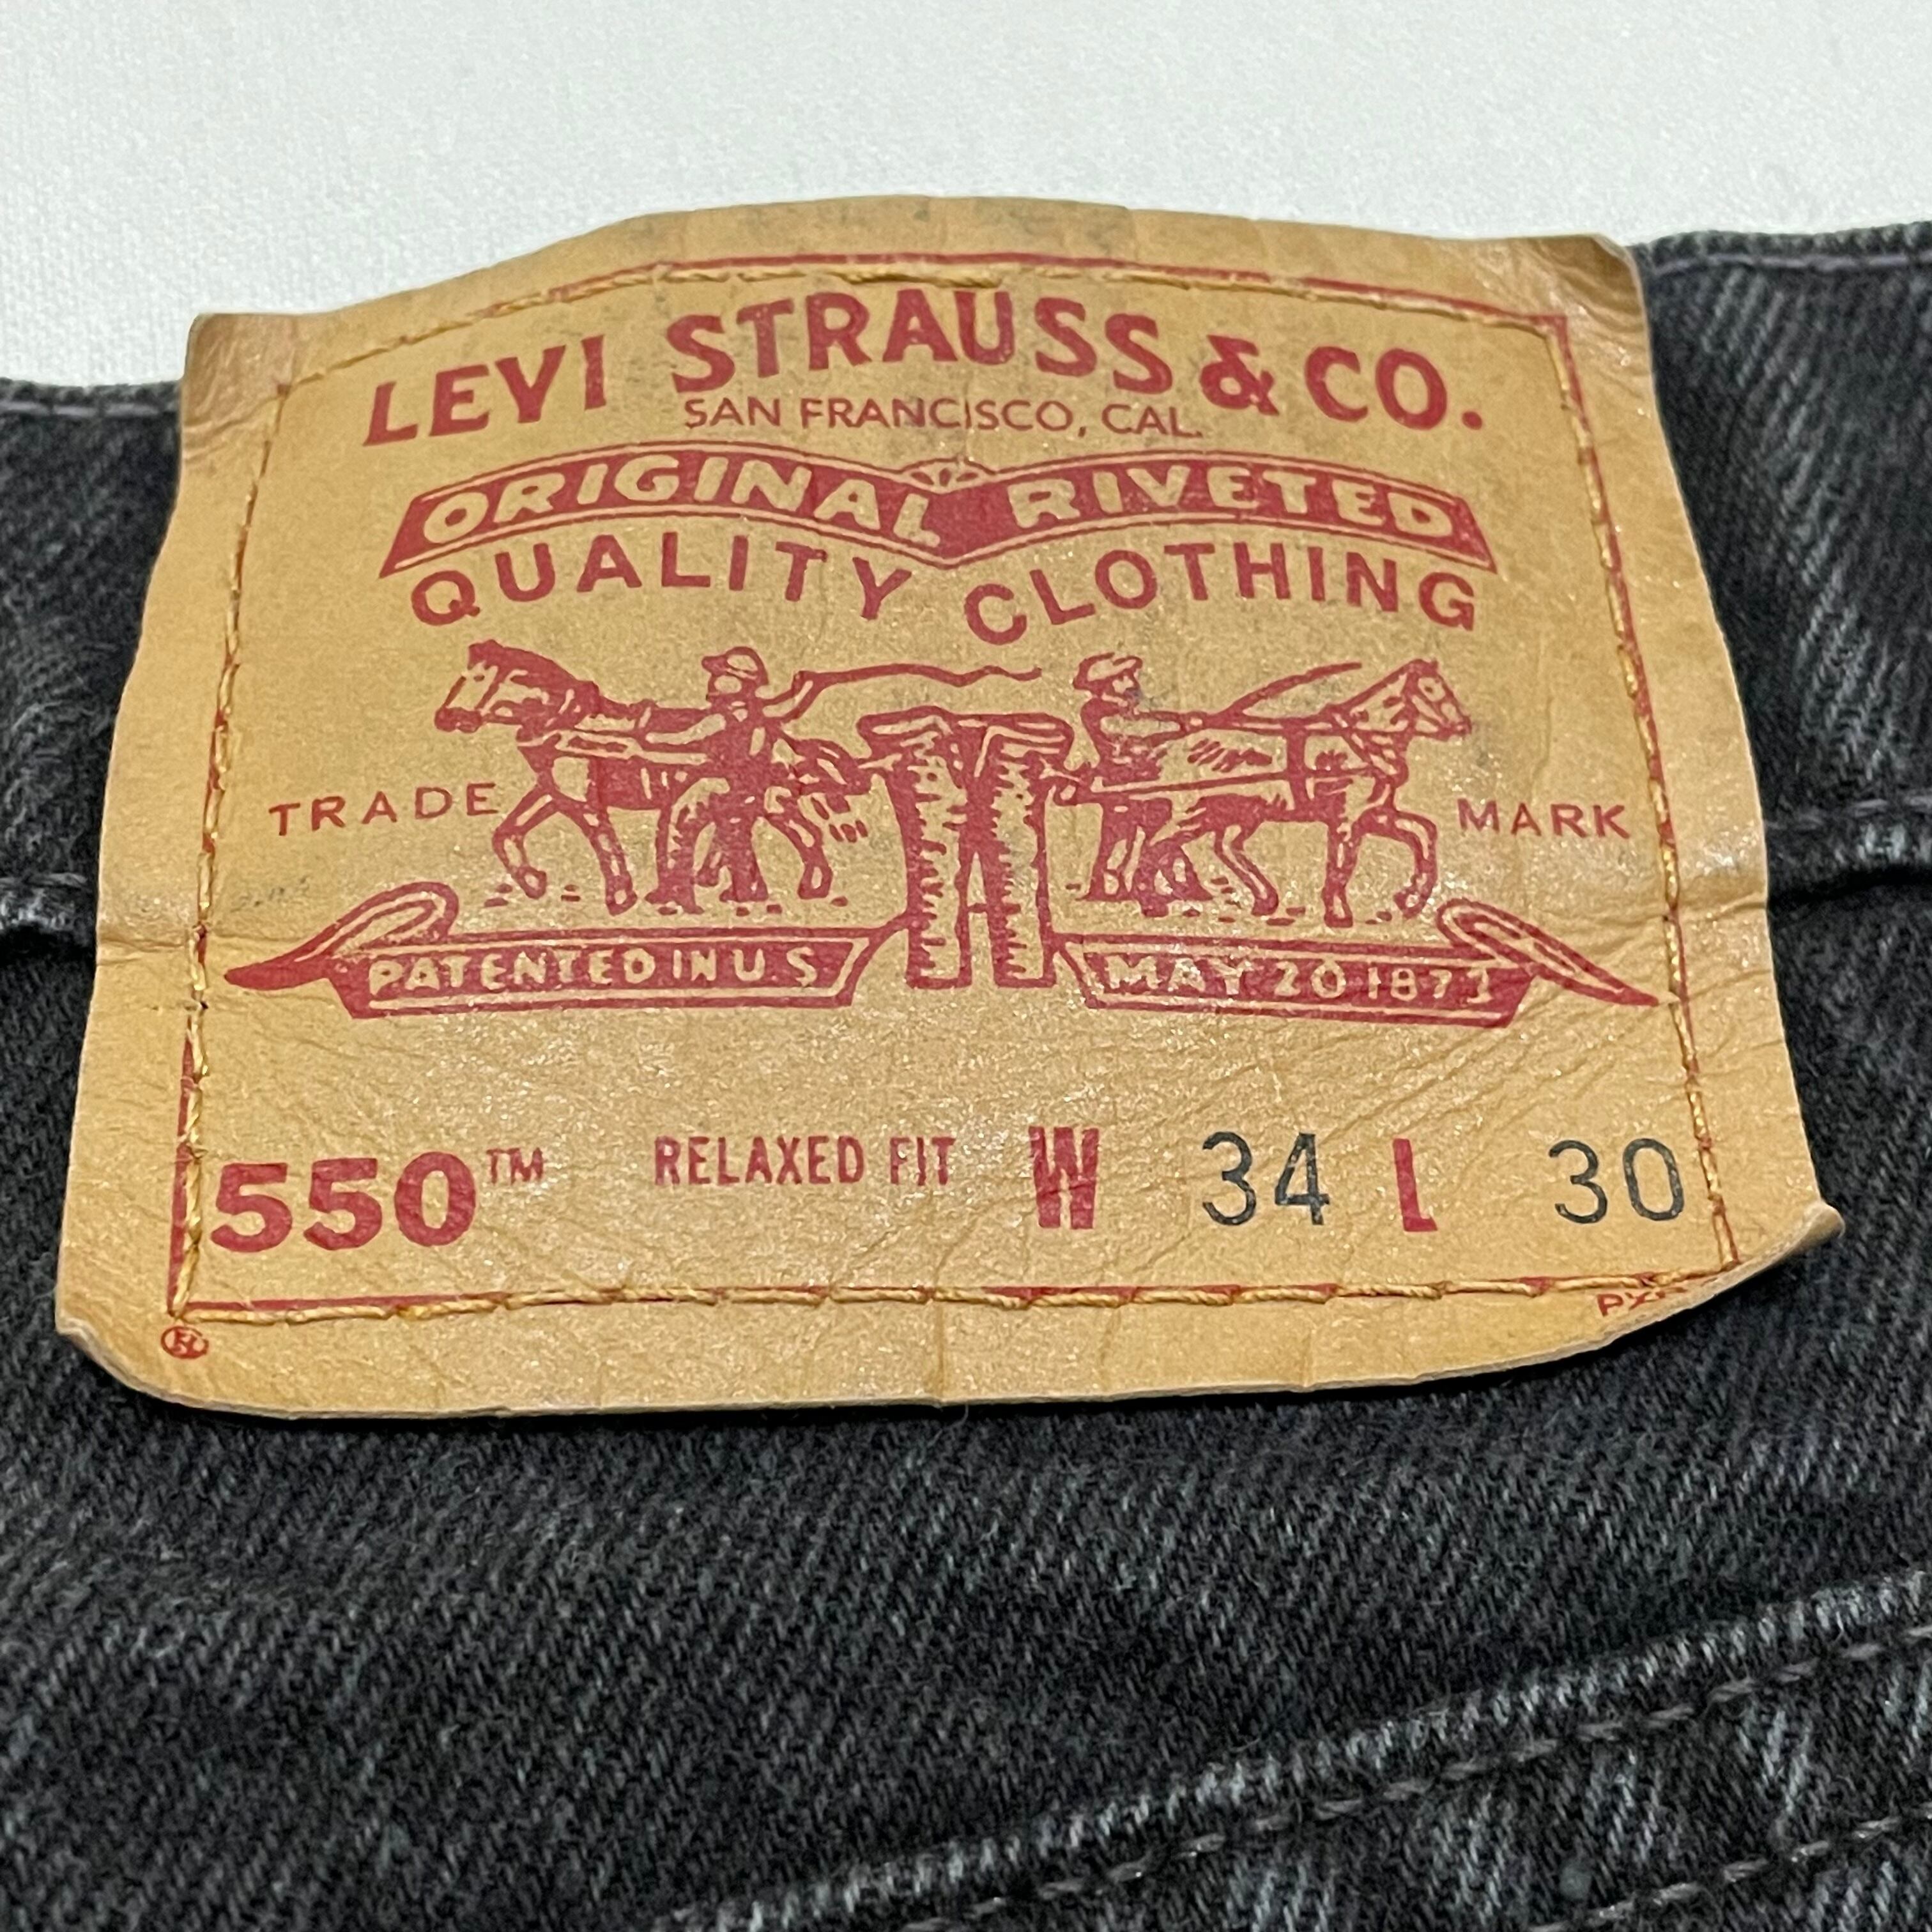 LEVI STRAUSS & CO.
SAN FRANCISCO, CAL.
ORIGINAL RIVETED
QUALITY CLOTHING
TRADE MARK
PATENTED IN U S MAY 20 1873
550™ RELAXED FIT W 34 L 30
®